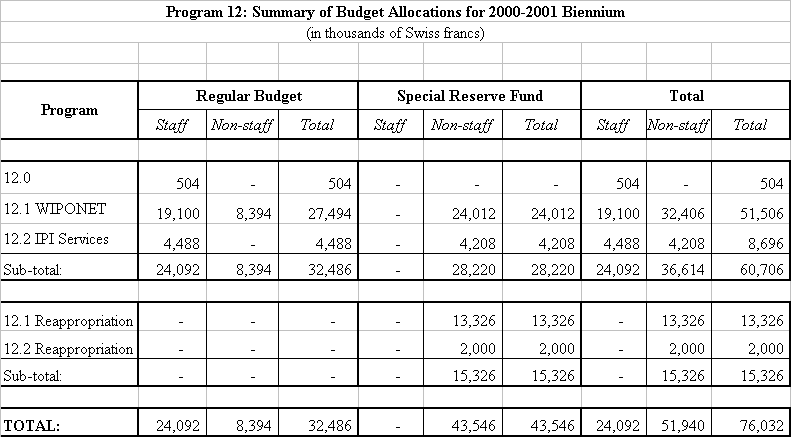 Program 12: Summary of Budget Allocations for 2000-2001 Biennium
(in thousands of Swiss francs)
Program Regular Budget Special Reserve Fund Total
Staff Non-staff Total Staff Non-staff Total Staff Non-staff Total
12.0 504 - 504 - - - 504 - 504
12.1 WIPONET 19,100 8,394 27,494 - 24,012 24,012 19,100 32,406 51,506
12.2 IPI Services 4,488 - 4,488 - 4,208 4,208 4,488 4,208 8,696
Sub-total: 24,092 8,394 32,486 - 28,220 28,220 24,092 36,614 60,706
12.1 Reappropriation - - - - 13,326 13,326 - 13,326 13,326
12.2 Reappropriation - - - - 2,000 2,000 - 2,000 2,000
Sub-total: - - - - 15,326 15,326 - 15,326 15,326
TOTAL: 24,092 8,394 32,486 - 43,546 43,546 24,092 51,940 76,032